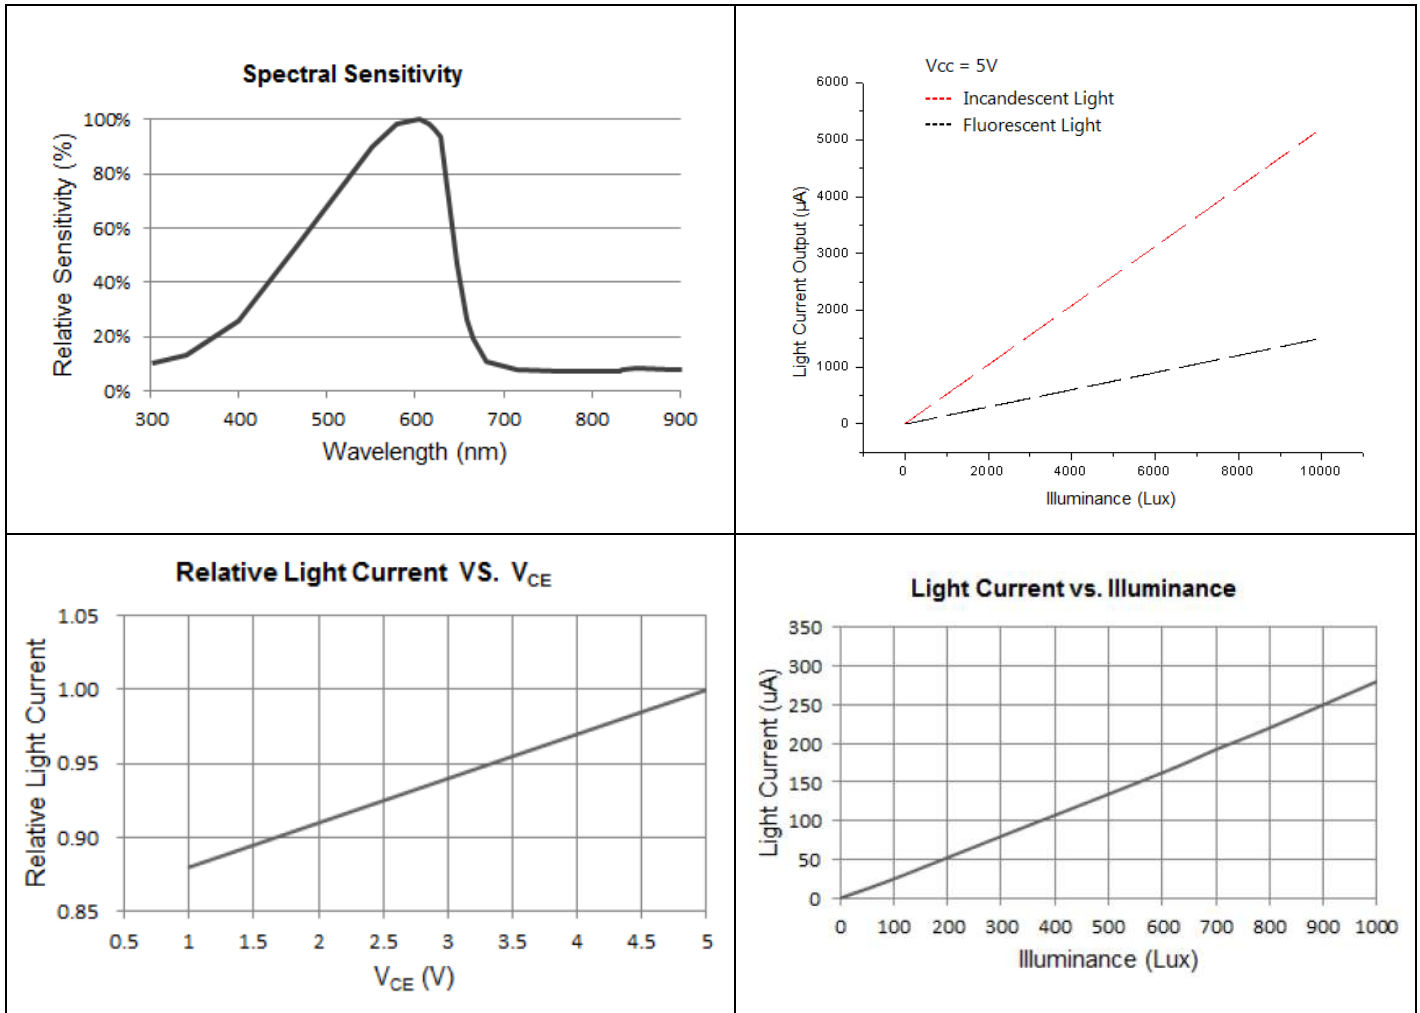 Spectral Sensitivity
Relative Sensitivity (%)
100%
80%
60%
40%
20%
0%
300 400 500 600 700 800 900
Wavelength (nm)
Vcc = 5V
Incandescent Light
Fluorescent Light
Light Current Output (µA)
6000
5000
4000
3000
2000
1000
0
0 2000 4000 6000 8000 10000
Illuminance (Lux)
Relative Light Current VS. VCE
Relative Light Current
1.05
1.00
0.95
0.90
0.85
0.5 1 1.5 2 2.5 3 3.5 4 4.5 5
VCE (V)
Light Current vs. Illuminance
Light Current (uA)
350
300
250
200
150
100
50
0
0 100 200 300 400 500 600 700 800 900 1000
Illuminance (Lux)